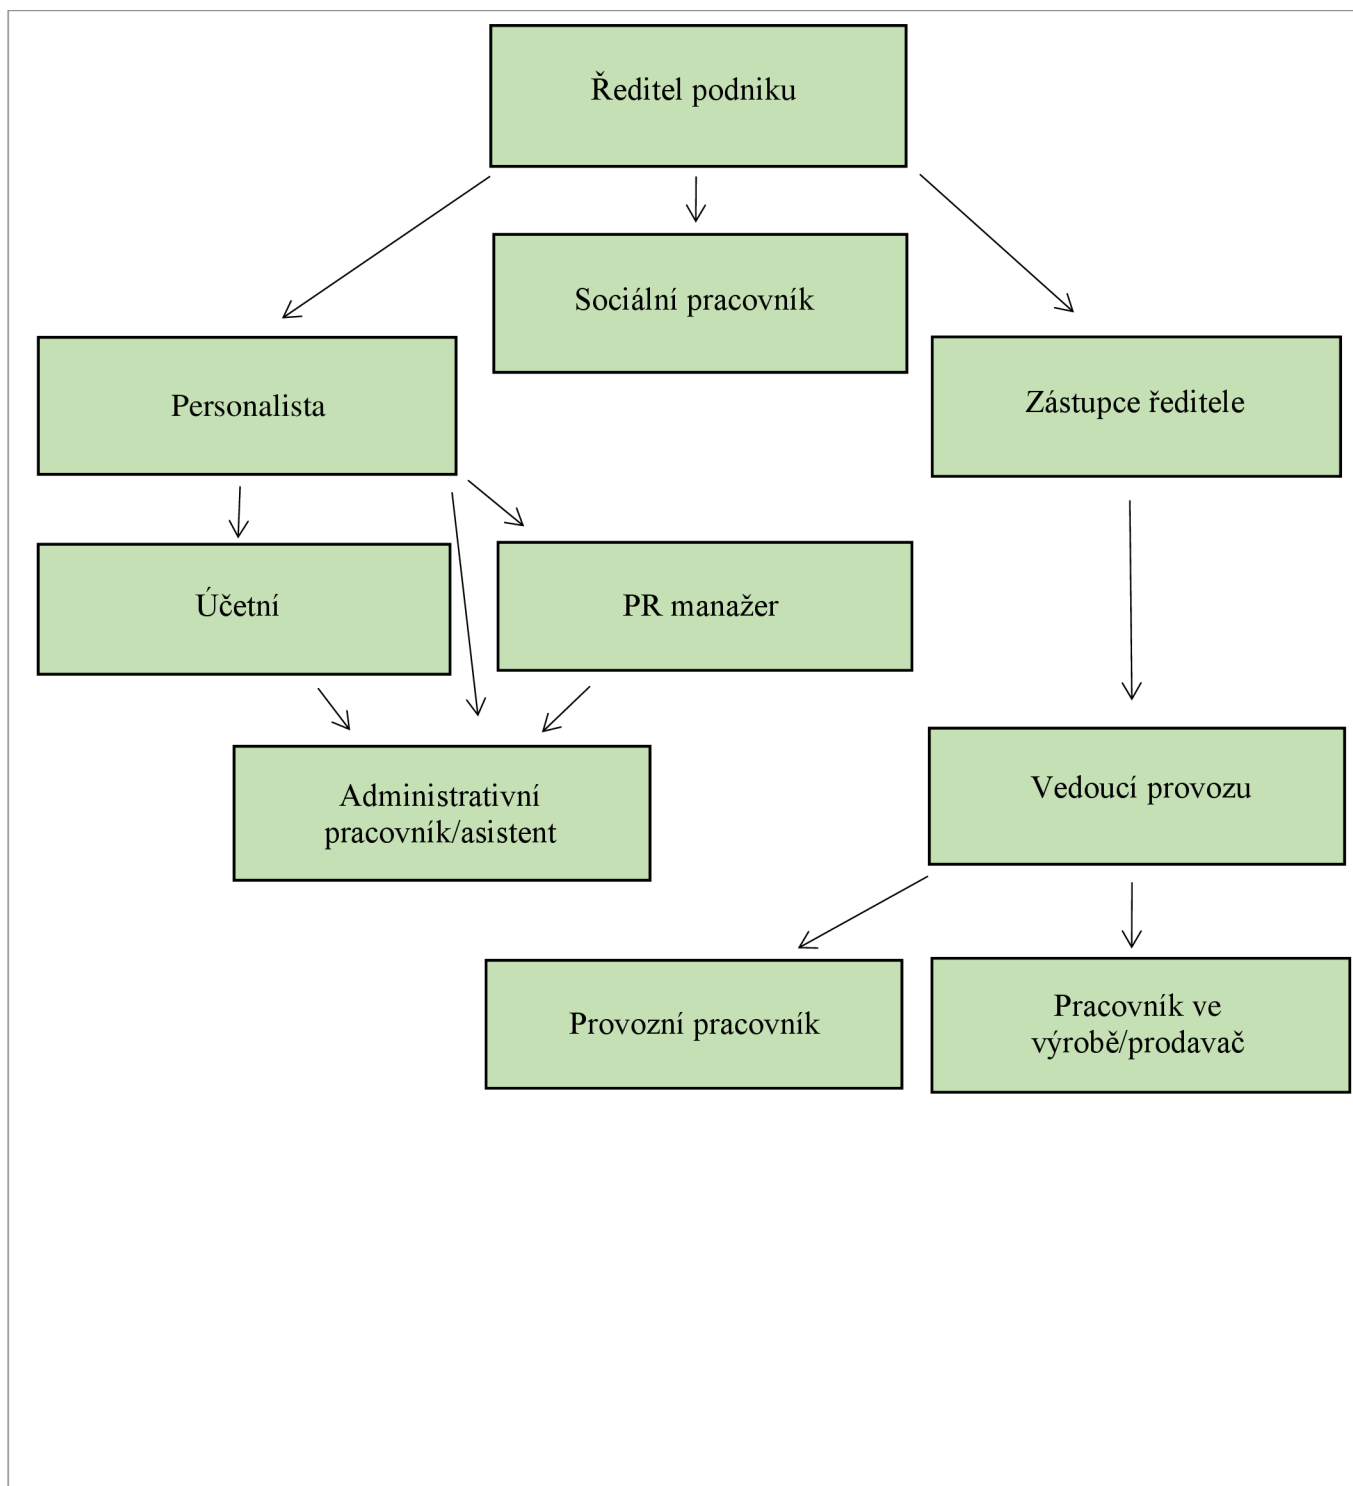 Ředitel podniku
Sociální pracovník
Personalista
Zástupce ředitele
Účetní
PR manažer
Administrativní
pracovník/asistent
Vedoucí provozu
Provozní pracovník
Pracovník ve
výrobě/prodavač